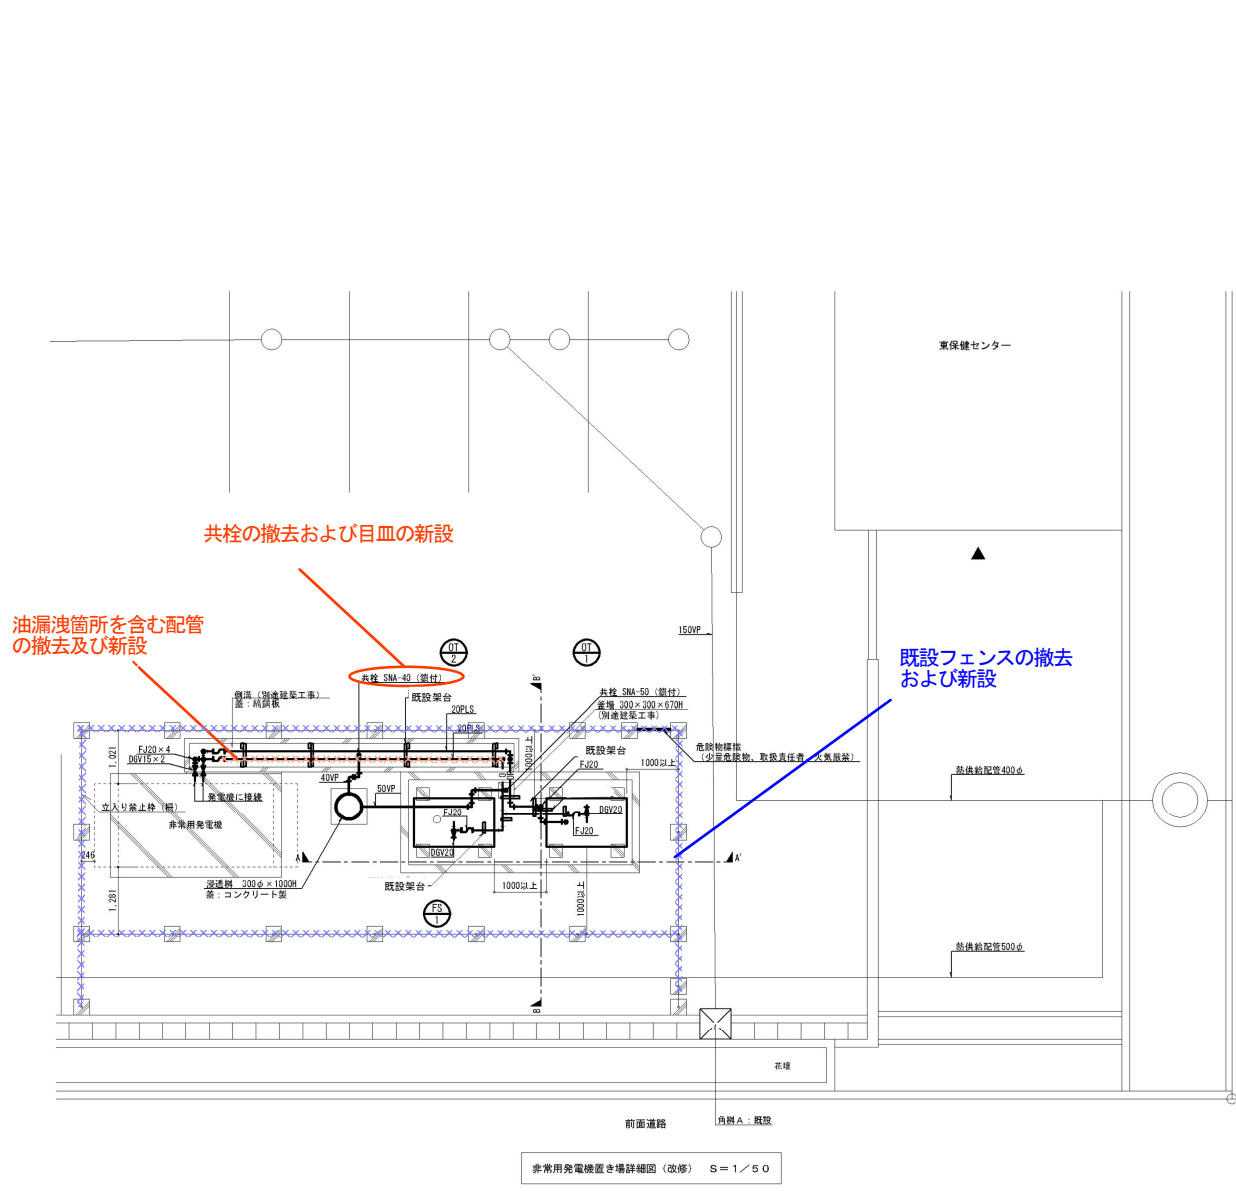 東保健センター
共栓の撤去および目皿の新設
油漏洩箇所を含む配管
の撤去及び新設
150VP
OT
2
OT
1
既設フェンスの撤去
および新設
共栓 SNA-40（鎖付）
B'
側溝（別途建築工事）
蓋：縞鋼板
既設架台
共栓 SNA-50（鎖付）
釜場 300×300×670H
（別途建築工事）
20PLS
20PLS
FJ20×4
DGV15×2
1,021
1000以上
既設架台
FJ20
1000以上
危険物標識
（少量危険物、取扱責任者、火気厳禁）
熱供給配管400φ
40VP
50VP
発電機に接続
立入り禁止枠（柵）
非常用発電機
FJ20
DGV20
FJ20
DGV20
246
A
A'
浸透桝 300φ×1000H
蓋：コンクリート製
既設架台
1000以上
1000以上
1,281
FS
1
熱供給配管500φ
B
花壇
前面道路
角桝A：既設
非常用発電機置き場詳細図（改修） S＝1／50